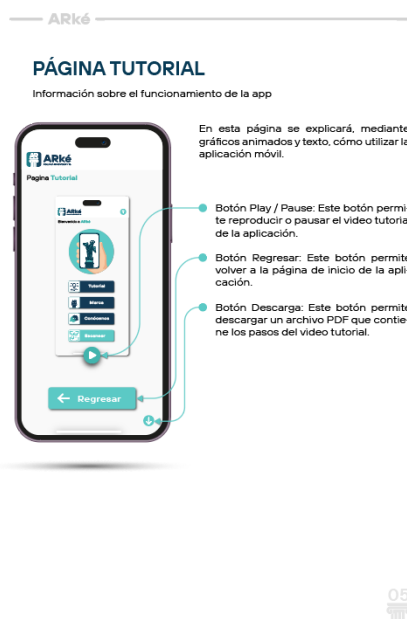 ARké
PÁGINA TUTORIAL
Información sobre el funcionamiento de la app
En esta página se explicará, mediante
gráficos animados y texto, cómo utilizar la
aplicación móvil.
ARké
Pagina Tutorial
ARké
Bienvenido a ARké
Tutorial
Marca
Conócenos
Escanear
Regresar
Botón Play / Pause: Este botón permi-
te reproducir o pausar el video tutorial
de la aplicación.
Botón Regresar: Este botón permite
volver a la página de inicio de la apli-
cación.
Botón Descarga: Este botón permite
descargar un archivo PDF que contie-
ne los pasos del video tutorial.
05